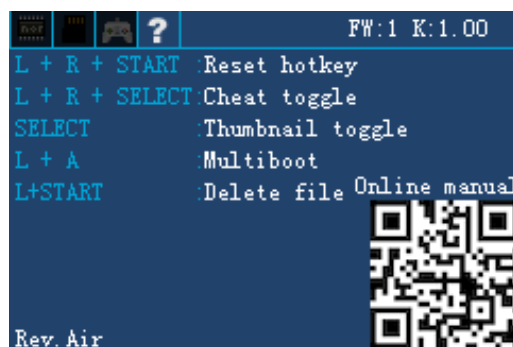 nor ? FW:1 K:1.00
L + R + START :Reset hotkey
L + R + SELECT:Cheat toggle
SELECT :Thumbnail toggle
L + A :Multiboot
L+START :Delete file
Online manual
Rev.Air